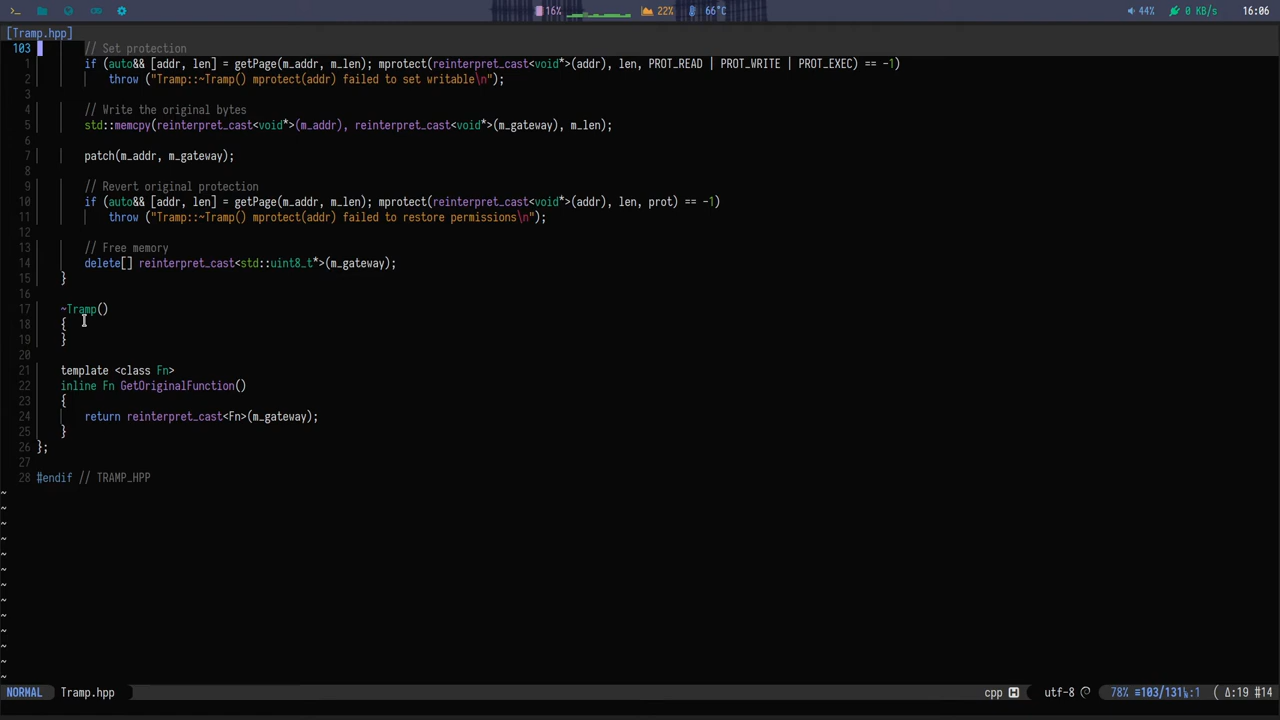 16% 22% 66°C 44% 0 KB/s 16:06
[Tramp.hpp]
103 // Set protection
1 if (auto&& [addr, len] = getPage(m_addr, m_len); mprotect(reinterpret_cast<void*>(addr), len, PROT_READ | PROT_WRITE | PROT_EXEC) == -1)
2 throw ("Tramp::~Tramp() mprotect(addr) failed to set writable\n");
3
4 // Write the original bytes
5 std::memcpy(reinterpret_cast<void*>(m_addr), reinterpret_cast<void*>(m_gateway), m_len);
6
7 patch(m_addr, m_gateway);
8
9 // Revert original protection
10 if (auto&& [addr, len] = getPage(m_addr, m_len); mprotect(reinterpret_cast<void*>(addr), len, prot) == -1)
11 throw ("Tramp::~Tramp() mprotect(addr) failed to restore permissions\n");
12
13 // Free memory
14 delete[] reinterpret_cast<std::uint8_t*>(m_gateway);
15 }
16
17 ~Tramp()
18 {
19 }
20
21 template <class Fn>
22 inline Fn GetOriginalFunction()
23 {
24 return reinterpret_cast<Fn>(m_gateway);
25 }
26 };
27
28 #endif // TRAMP_HPP
~
~
~
~
~
~
~
~
~
~
~
~
~
NORMAL Tramp.hpp cpp utf-8 78% ≡103/131:1 ( Δ:19 #14